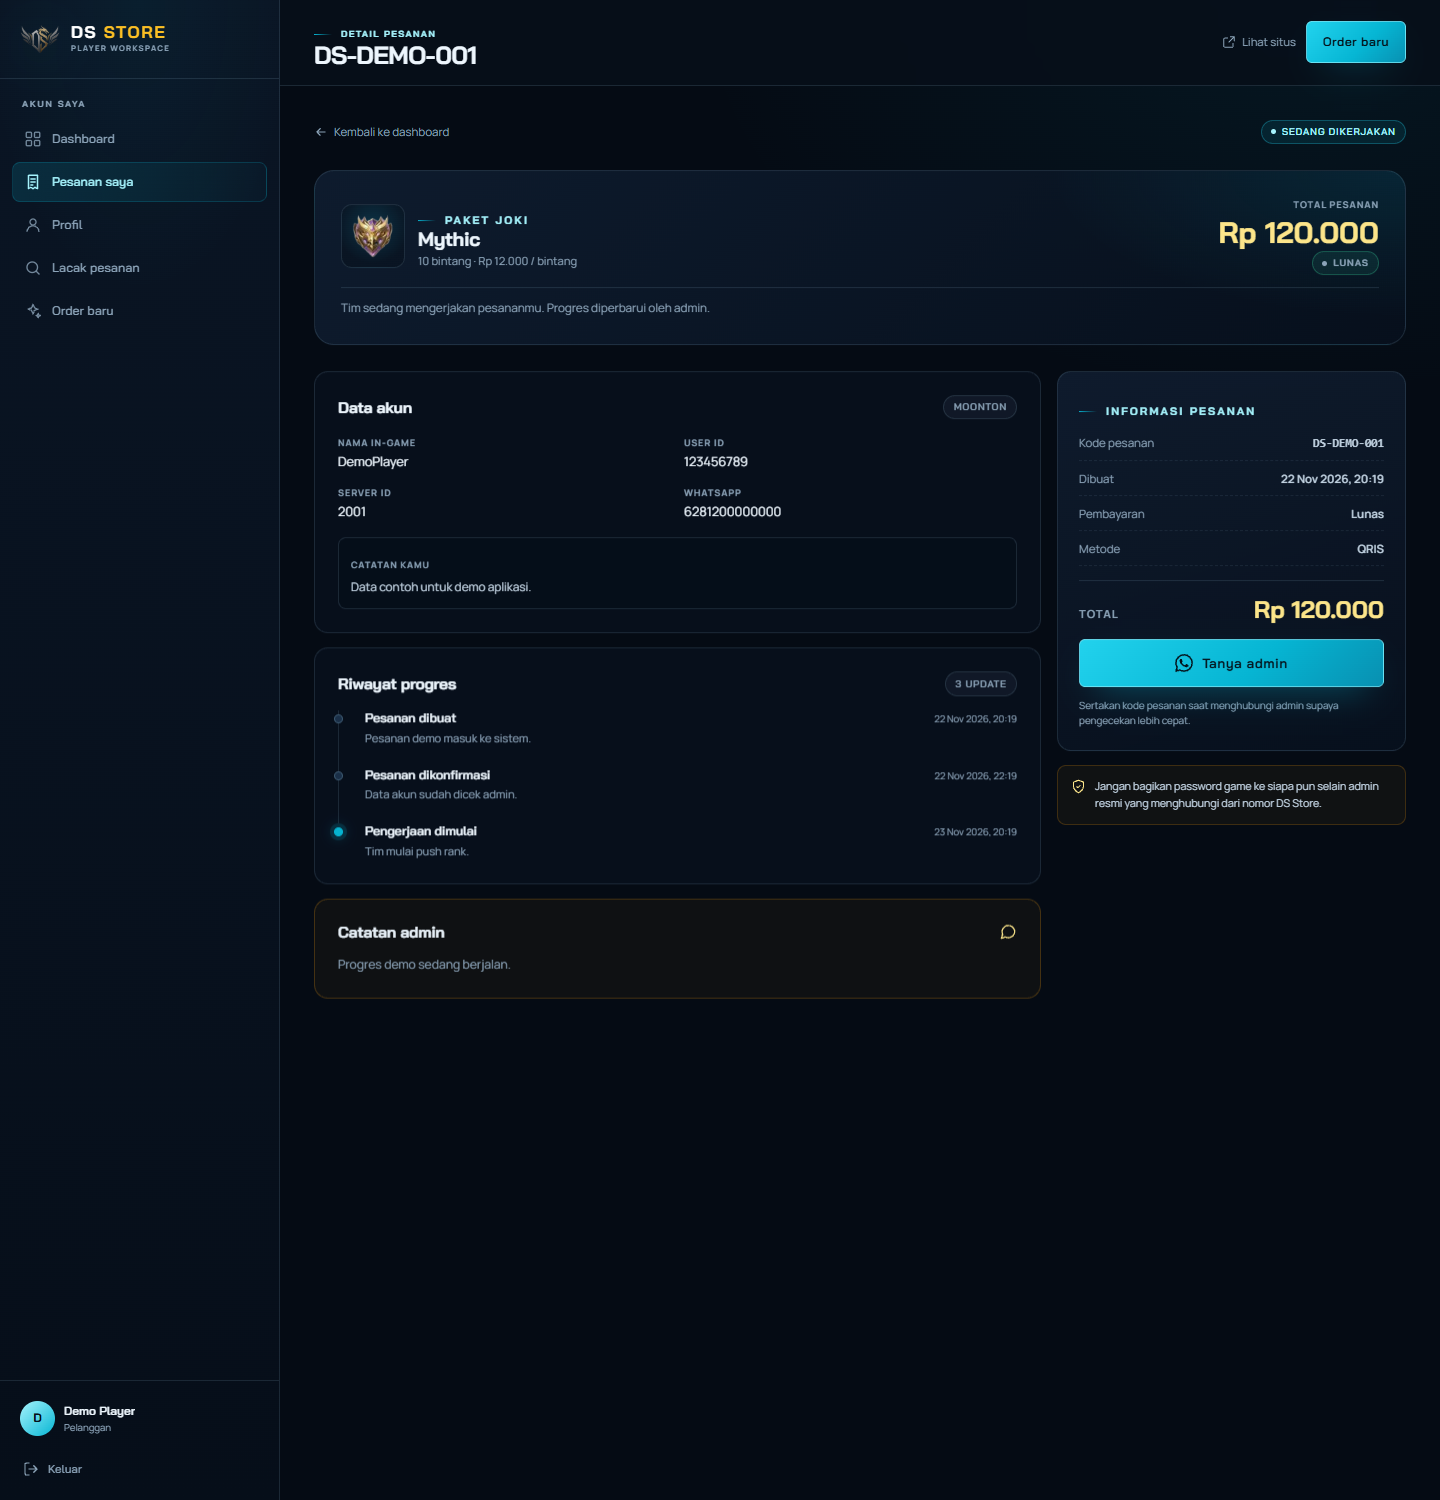 DS STORE
PLAYER WORKSPACE
AKUN SAYA
Dashboard
Pesanan saya
Profil
Lacak pesanan
Order baru
Demo Player
D
Pelanggan
Keluar
DETAIL PESANAN
DS-DEMO-001
Lihat situs
Order baru
Kembali ke dashboard
SEDANG DIKERJAKAN
PAKET JOKI
Mythic
10 bintang · Rp 12.000 / bintang
TOTAL PESANAN
Rp 120.000
LUNAS
Tim sedang mengerjakan pesananmu. Progres diperbarui oleh admin.
Data akun
MOONTON
NAMA IN-GAME
DemoPlayer
USER ID
123456789
SERVER ID
2001
WHATSAPP
6281200000000
CATATAN KAMU
Data contoh untuk demo aplikasi.
Riwayat progres
3 UPDATE
Pesanan dibuat
22 Nov 2026, 20:19
Pesanan demo masuk ke sistem.
Pesanan dikonfirmasi
22 Nov 2026, 22:19
Data akun sudah dicek admin.
Pengerjaan dimulai
23 Nov 2026, 20:19
Tim mulai push rank.
Catatan admin
Progres demo sedang berjalan.
INFORMASI PESANAN
Kode pesanan
DS-DEMO-001
Dibuat
22 Nov 2026, 20:19
Pembayaran
Lunas
Metode
QRIS
TOTAL
Rp 120.000
Tanya admin
Sertakan kode pesanan saat menghubungi admin supaya
pengecekan lebih cepat.
Jangan bagikan password game ke siapa pun selain admin
resmi yang menghubungi dari nomor DS Store.